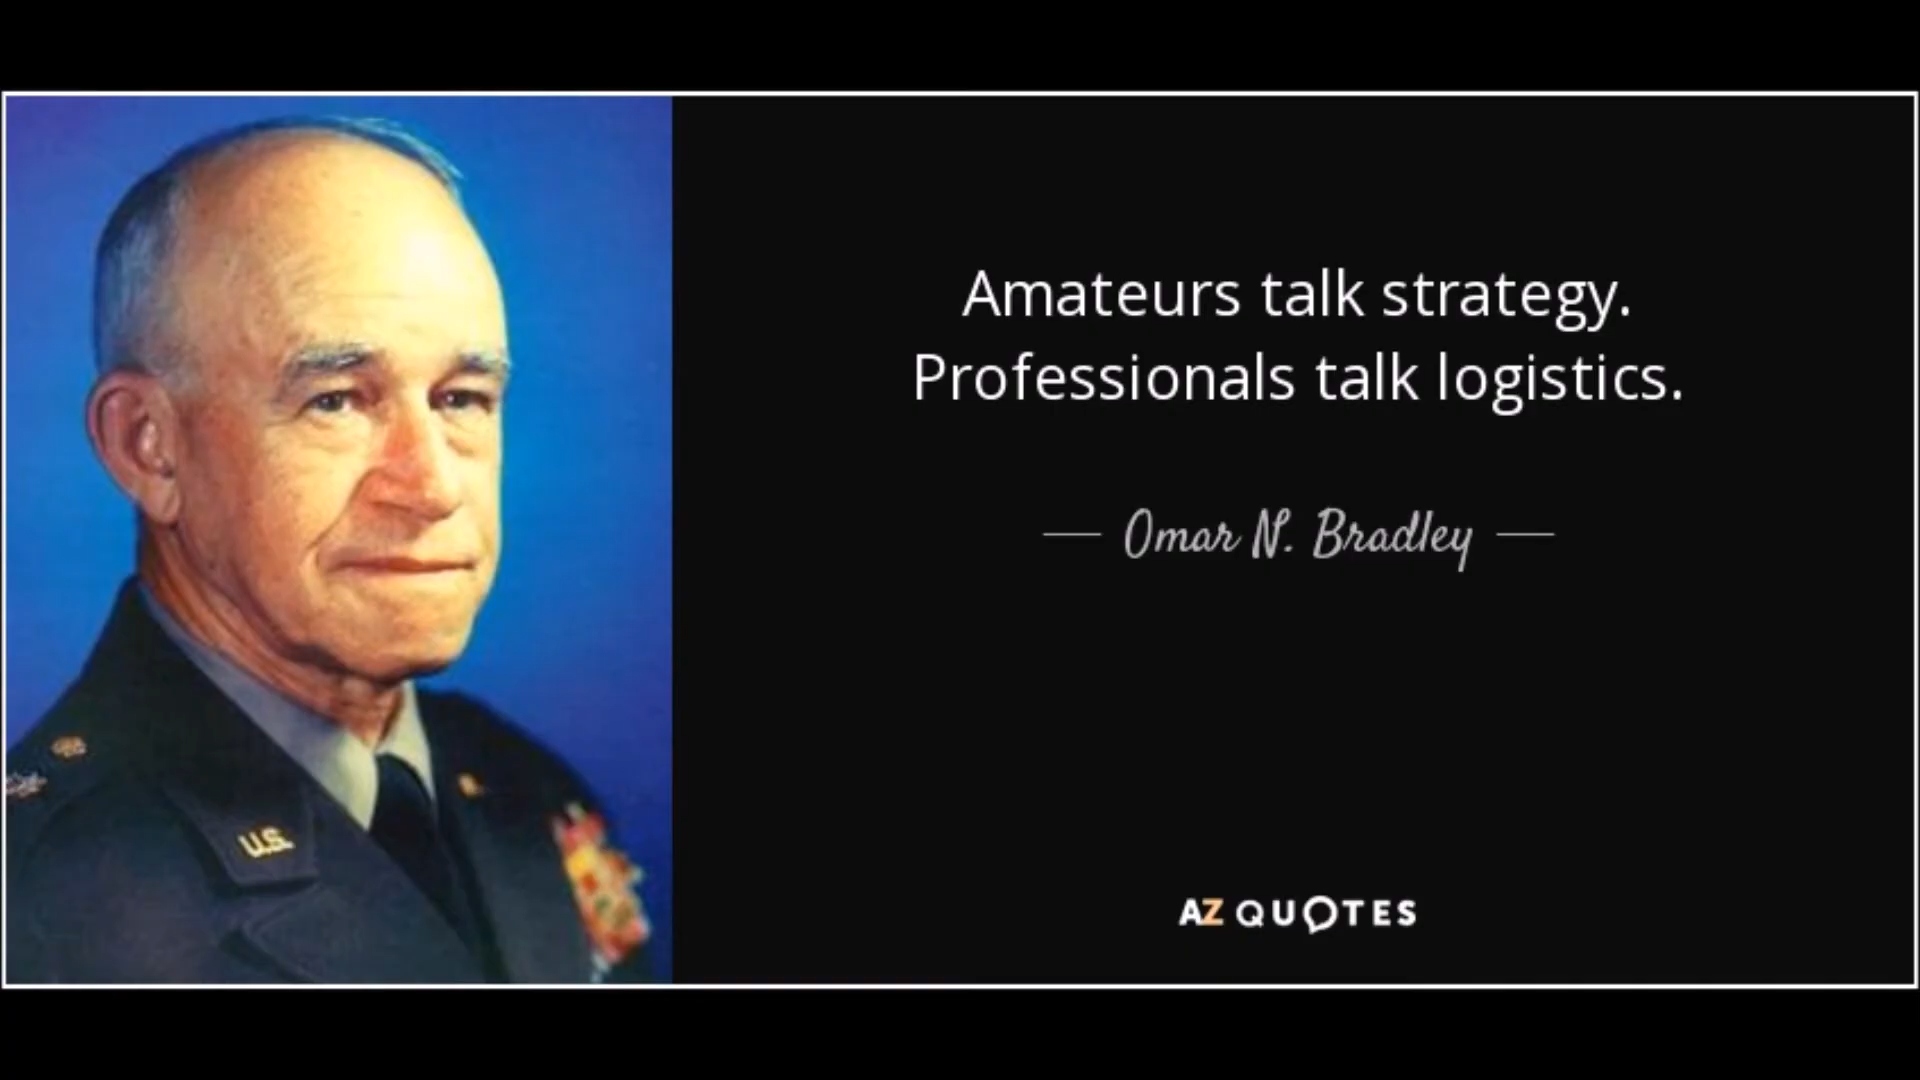 Amateurs talk strategy.
Professionals talk logistics.
Omar N. Bradley
AZ QUOTES
U.S.